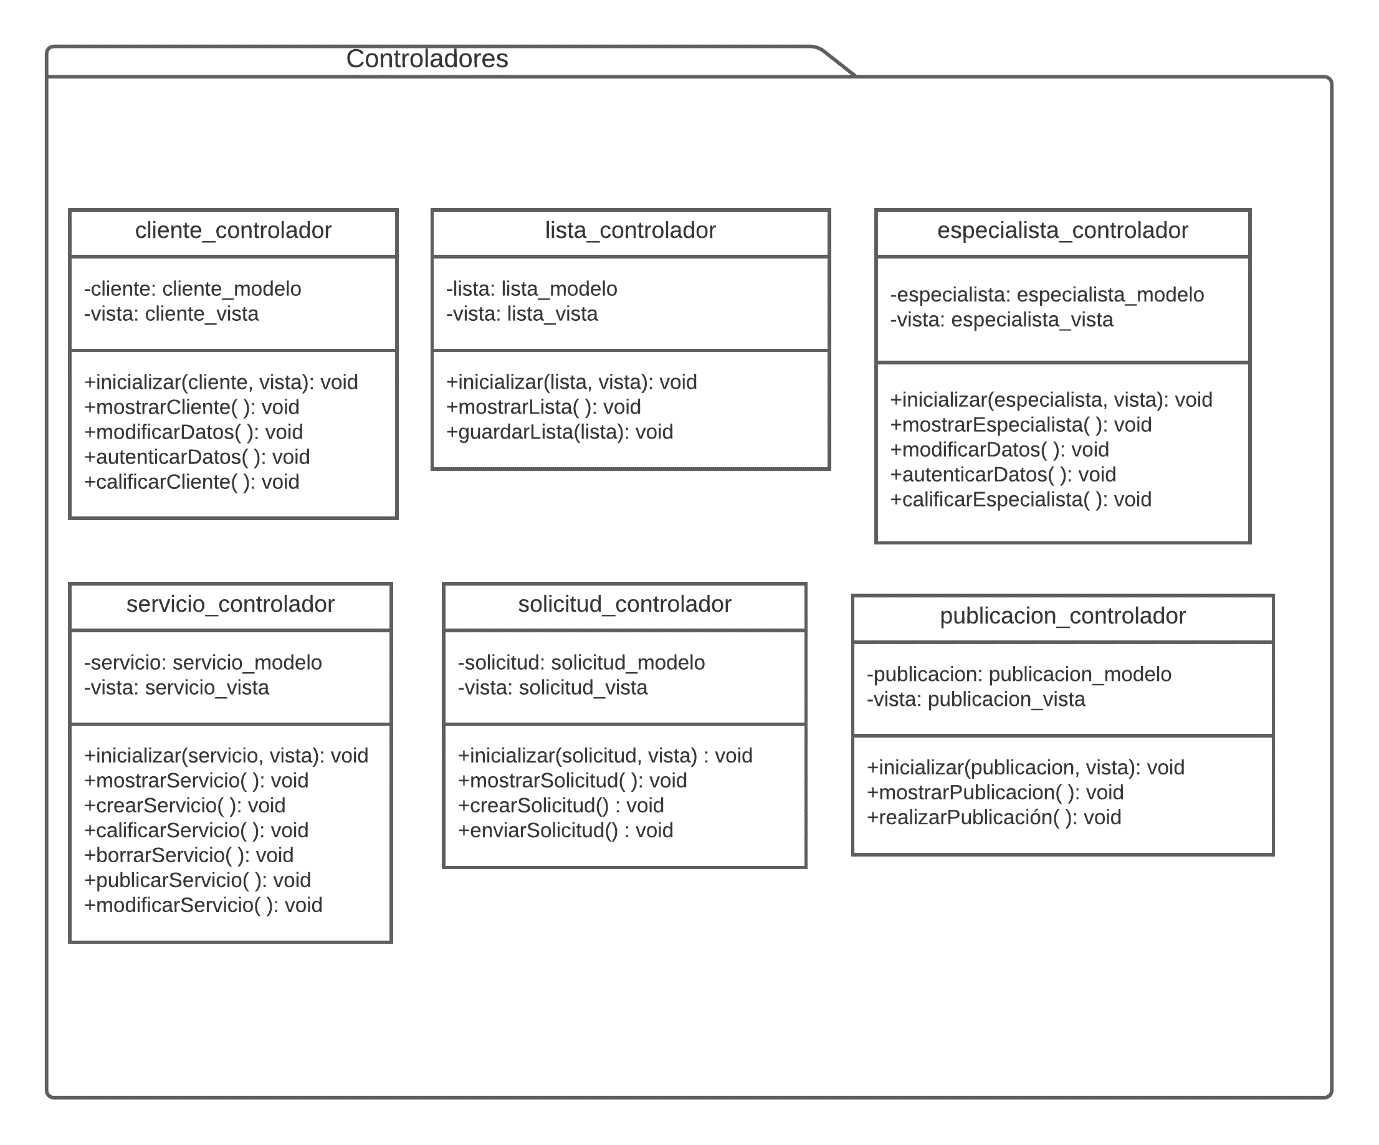 Controladores
cliente_controlador
-cliente: cliente_modelo
-vista: cliente_vista
+inicializar(cliente, vista): void
+mostrarCliente( ): void
+modificarDatos( ): void
+autenticarDatos( ): void
+calificarCliente( ): void
lista_controlador
-lista: lista_modelo
-vista: lista_vista
+inicializar(lista, vista): void
+mostrarLista( ): void
+guardarLista(lista): void
especialista_controlador
-especialista: especialista_modelo
-vista: especialista_vista
+inicializar(especialista, vista): void
+mostrarEspecialista( ): void
+modificarDatos( ): void
+autenticarDatos( ): void
+calificarEspecialista( ): void
servicio_controlador
-servicio: servicio_modelo
-vista: servicio_vista
+inicializar(servicio, vista): void
+mostrarServicio( ): void
+crearServicio( ): void
+calificarServicio( ): void
+borrarServicio( ): void
+publicarServicio( ): void
+modificarServicio( ): void
solicitud_controlador
-solicitud: solicitud_modelo
-vista: solicitud_vista
+inicializar(solicitud, vista) : void
+mostrarSolicitud( ): void
+crearSolicitud() : void
+enviarSolicitud() : void
publicacion_controlador
-publicacion: publicacion_modelo
-vista: publicacion_vista
+inicializar(publicacion, vista): void
+mostrarPublicacion( ): void
+realizarPublicación( ): void